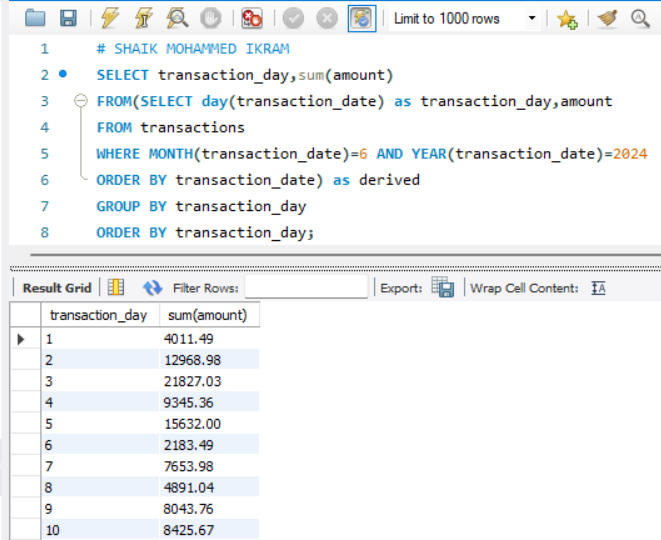 Limit to 1000 rows
1 # SHAIK MOHAMMED IKRAM
2 SELECT transaction_day,sum(amount)
3 FROM(SELECT day(transaction_date) as transaction_day,amount
4 FROM transactions
5 WHERE MONTH(transaction_date)=6 AND YEAR(transaction_date)=2024
6 ORDER BY transaction_date) as derived
7 GROUP BY transaction_day
8 ORDER BY transaction_day;
Result Grid Filter Rows: Export: Wrap Cell Content: IA
transaction_day sum(amount)
1 4011.49
2 12968.98
3 21827.03
4 9345.36
5 15632.00
6 2183.49
7 7653.98
8 4891.04
9 8043.76
10 8425.67